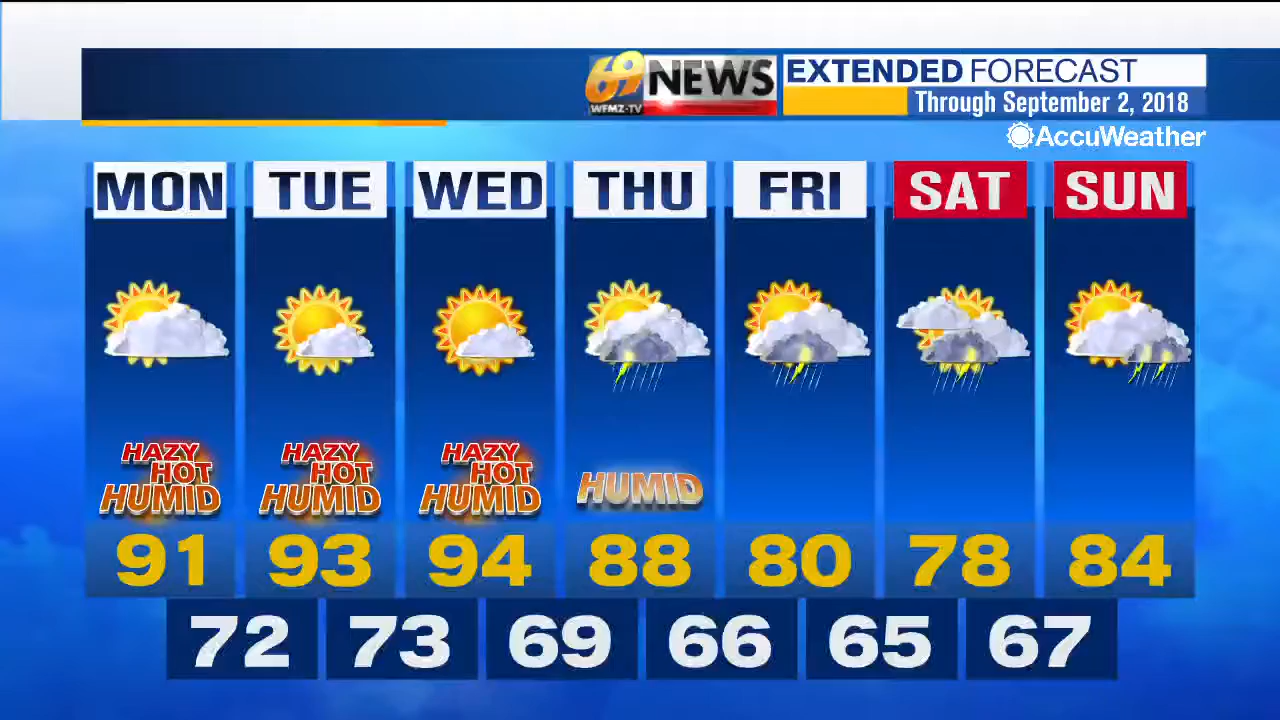 69 NEWS
WFMZ-TV
EXTENDED FORECAST
Through September 2, 2018
AccuWeather
MON TUE WED THU FRI SAT SUN
HAZY HOT HUMID
HAZY HOT HUMID
HAZY HOT HUMID
HUMID
91 93 94 88 80 78 84
72 73 69 66 65 67